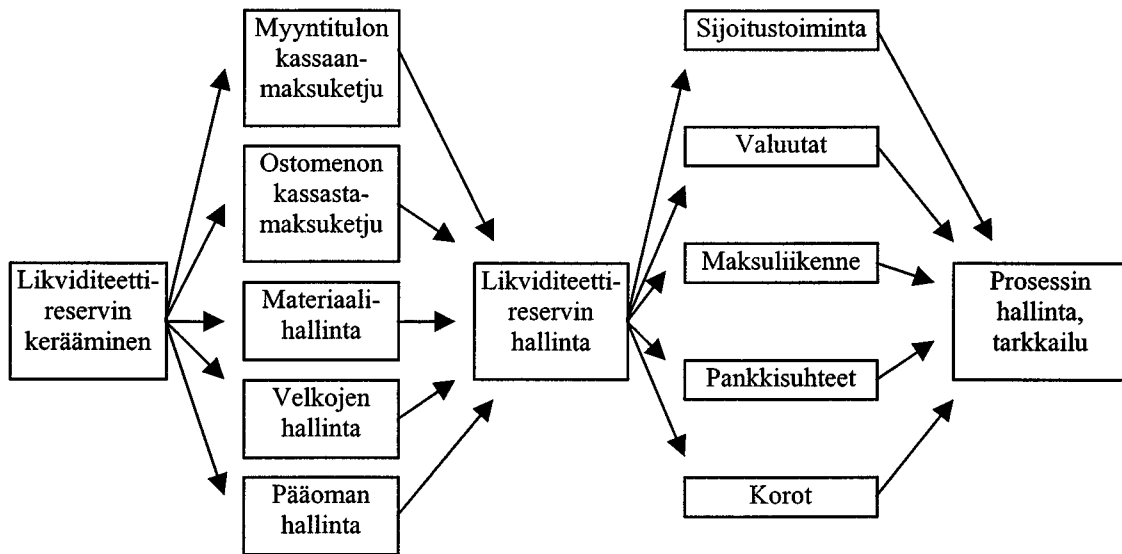 Likviditeetti-
reservin
kerääminen
Myyntitulon
kassaan-
maksuketju
Ostomenon
kassasta-
maksuketju
Materiaali-
hallinta
Velkojen
hallinta
Pääoman
hallinta
Likviditeetti-
reservin
hallinta
Sijoitustoiminta
Valuutat
Maksuliikenne
Pankkisuhteet
Korot
Prosessin
hallinta,
tarkkailu